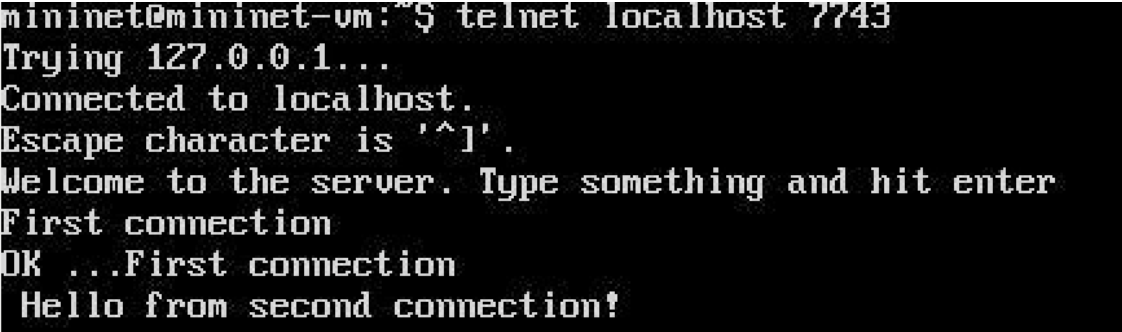 mininet@mininet-vm:~$ telnet localhost 7743
Trying 127.0.0.1...
Connected to localhost.
Escape character is '^]'.
Welcome to the server. Type something and hit enter
First connection
OK ...First connection
 Hello from second connection!